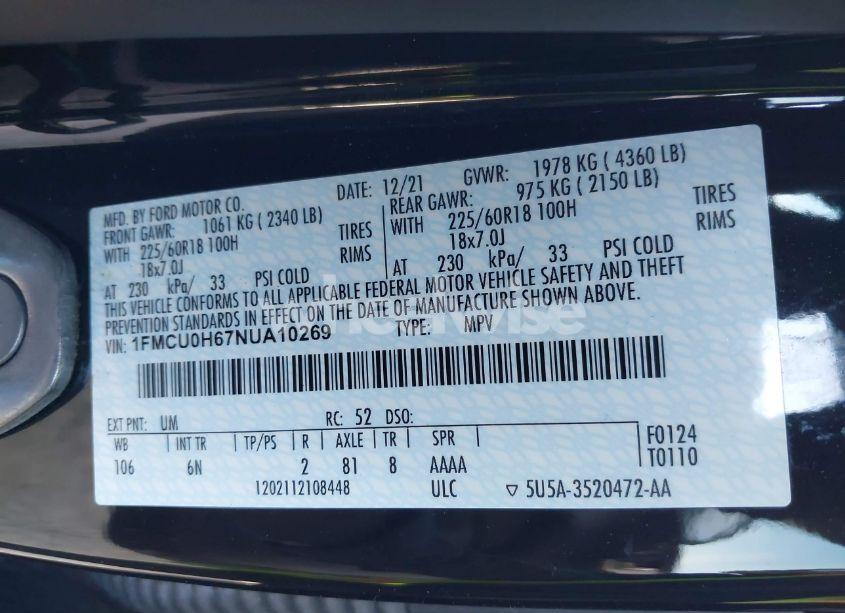 MFD. BY FORD MOTOR CO. DATE: 12/21 GVWR: 1978 KG ( 4360 LB)
FRONT GAWR: 1061 KG ( 2340 LB) REAR GAWR: 975 KG ( 2150 LB)
WITH 225/60R18 100H TIRES WITH 225/60R18 100H TIRES
18x7.0J RIMS 18x7.0J RIMS
AT 230 kPa/ 33 PSI COLD AT 230 kPa/ 33 PSI COLD
THIS VEHICLE CONFORMS TO ALL APPLICABLE FEDERAL MOTOR VEHICLE SAFETY AND THEFT
PREVENTION STANDARDS IN EFFECT ON THE DATE OF MANUFACTURE SHOWN ABOVE.
VIN: 1FMCU0H67NUA10269 TYPE: MPV
EXT PNT: UM RC: 52 DSO:
WB INT TR TP/PS R AXLE TR SPR F0124
106 6N 2 81 8 AAAA T0110
1202112108448 ULC ▽ 5U5A-3520472-AA